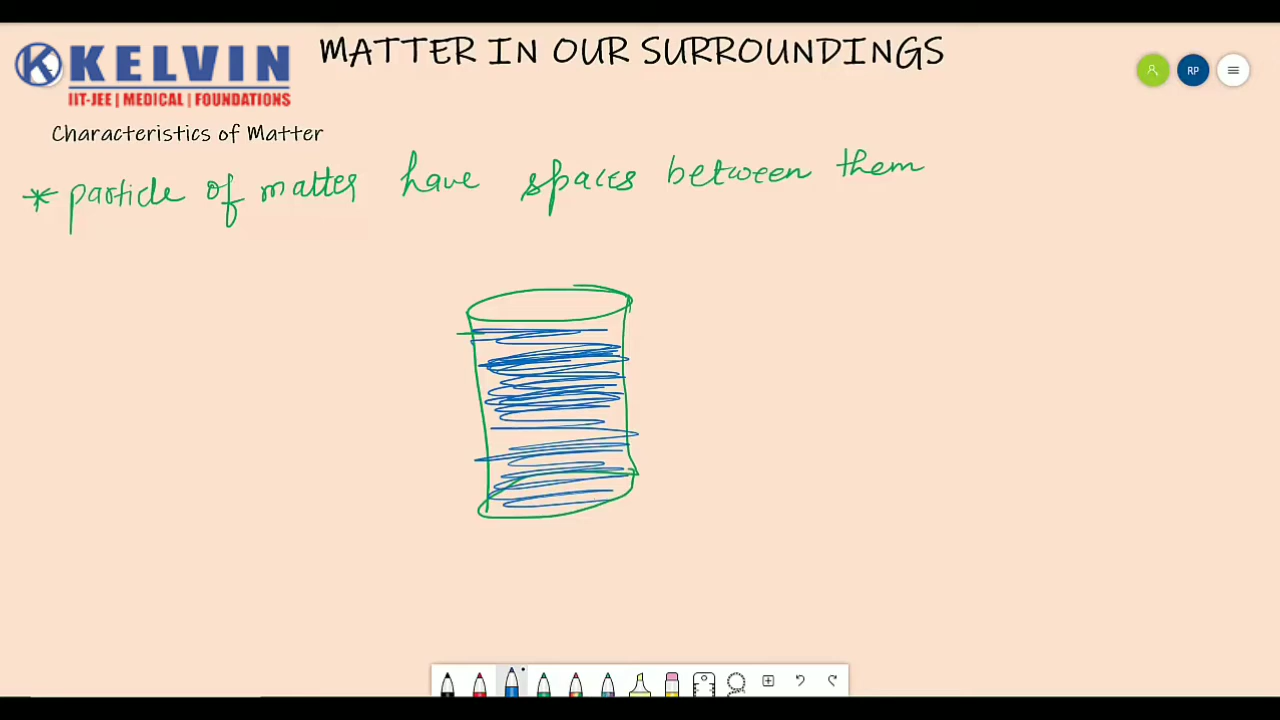 MATTER IN OUR SURROUNDINGS
KELVIN
IIT-JEE | MEDICAL | FOUNDATIONS
RP
Characteristics of Matter
* particle of matter have spaces between them